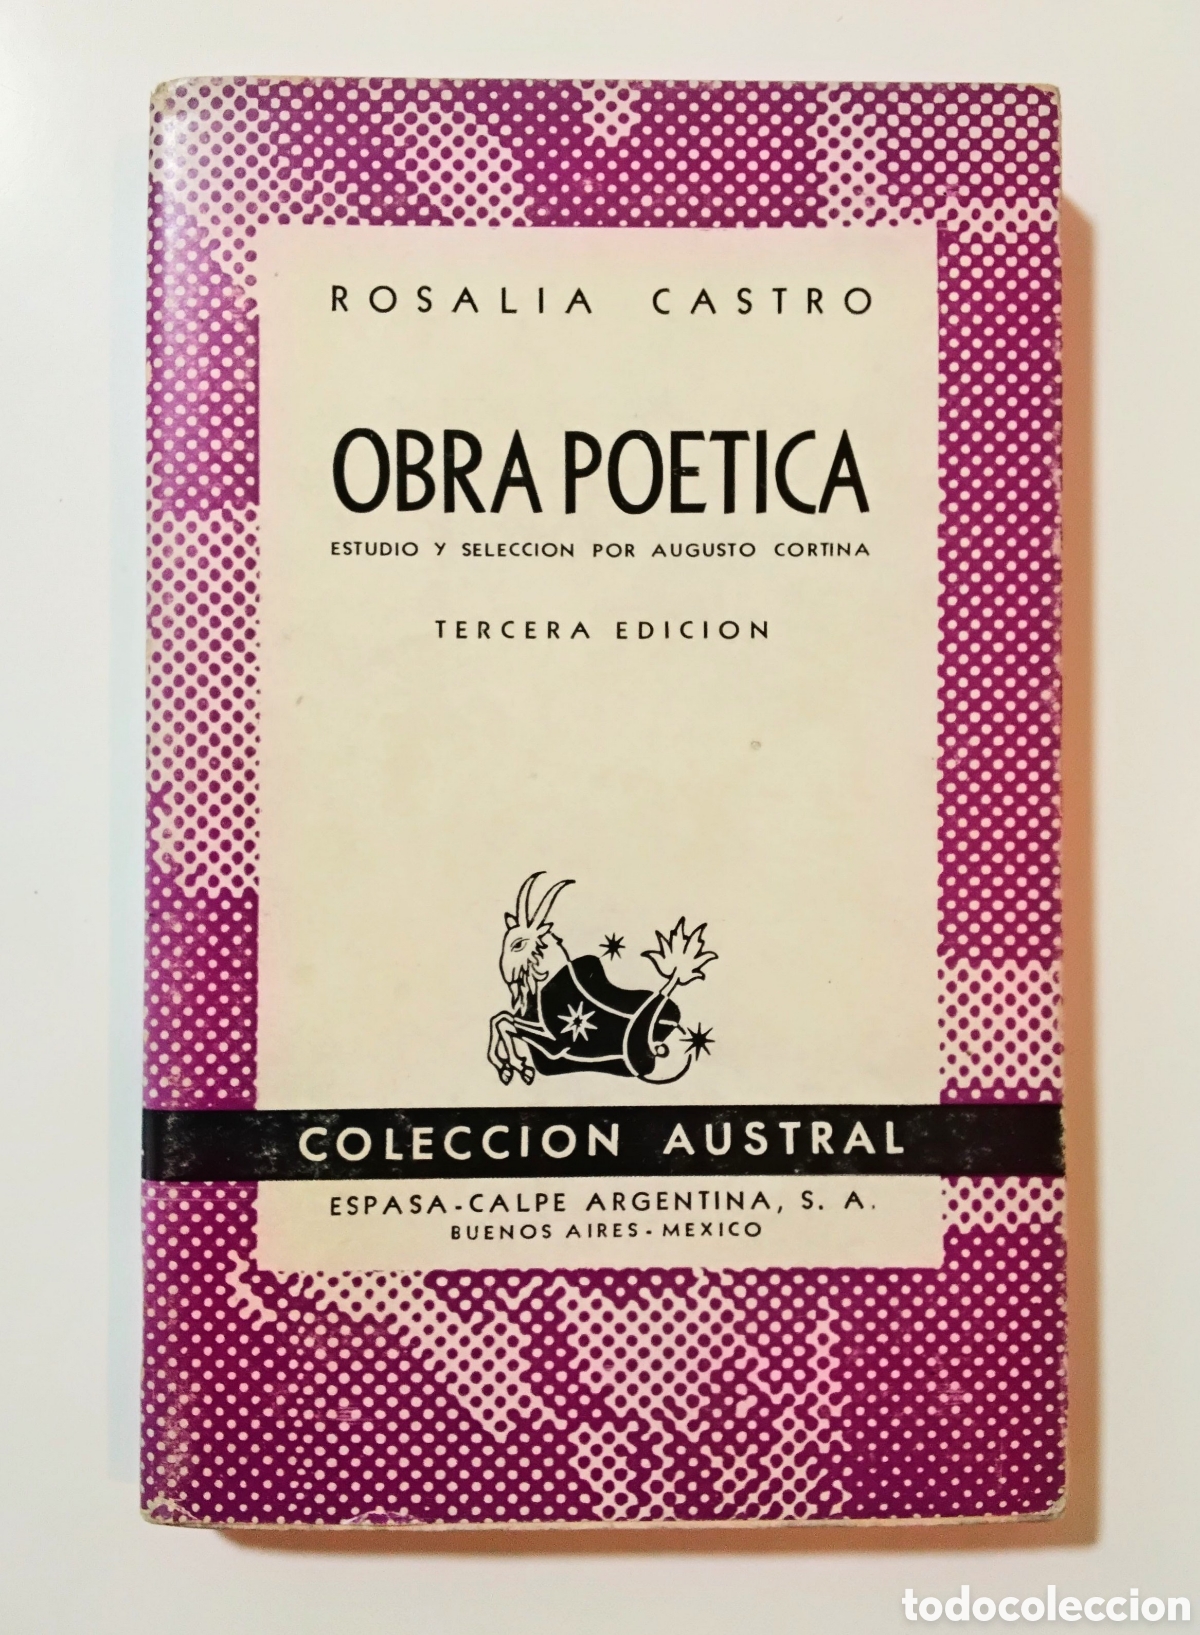 ROSALIA CASTRO
OBRA POETICA
ESTUDIO Y SELECCION POR AUGUSTO CORTINA
TERCERA EDICION
COLECCION AUSTRAL
ESPASA-CALPE ARGENTINA, S. A.
BUENOS AIRES - MEXICO
todocoleccion